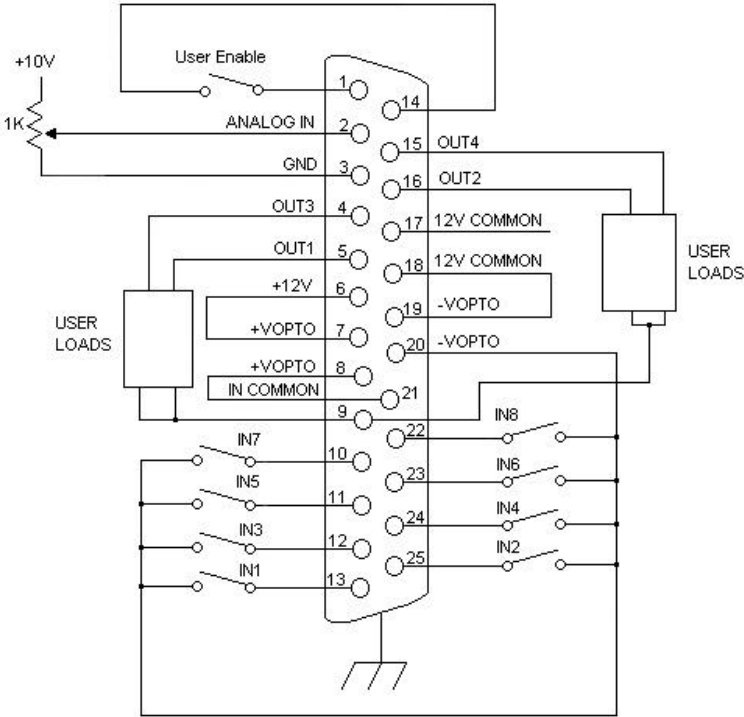 User Enable
+10V
1K
ANALOG IN
GND
OUT3
OUT1
+12V
+VOPTO
+VOPTO
IN COMMON
USER
LOADS
IN7
IN5
IN3
IN1
1
2
3
4
5
6
7
8
9
10
11
12
13
14
15
16
17
18
19
20
21
22
23
24
25
OUT4
OUT2
12V COMMON
12V COMMON
-VOPTO
-VOPTO
USER
LOADS
IN8
IN6
IN4
IN2